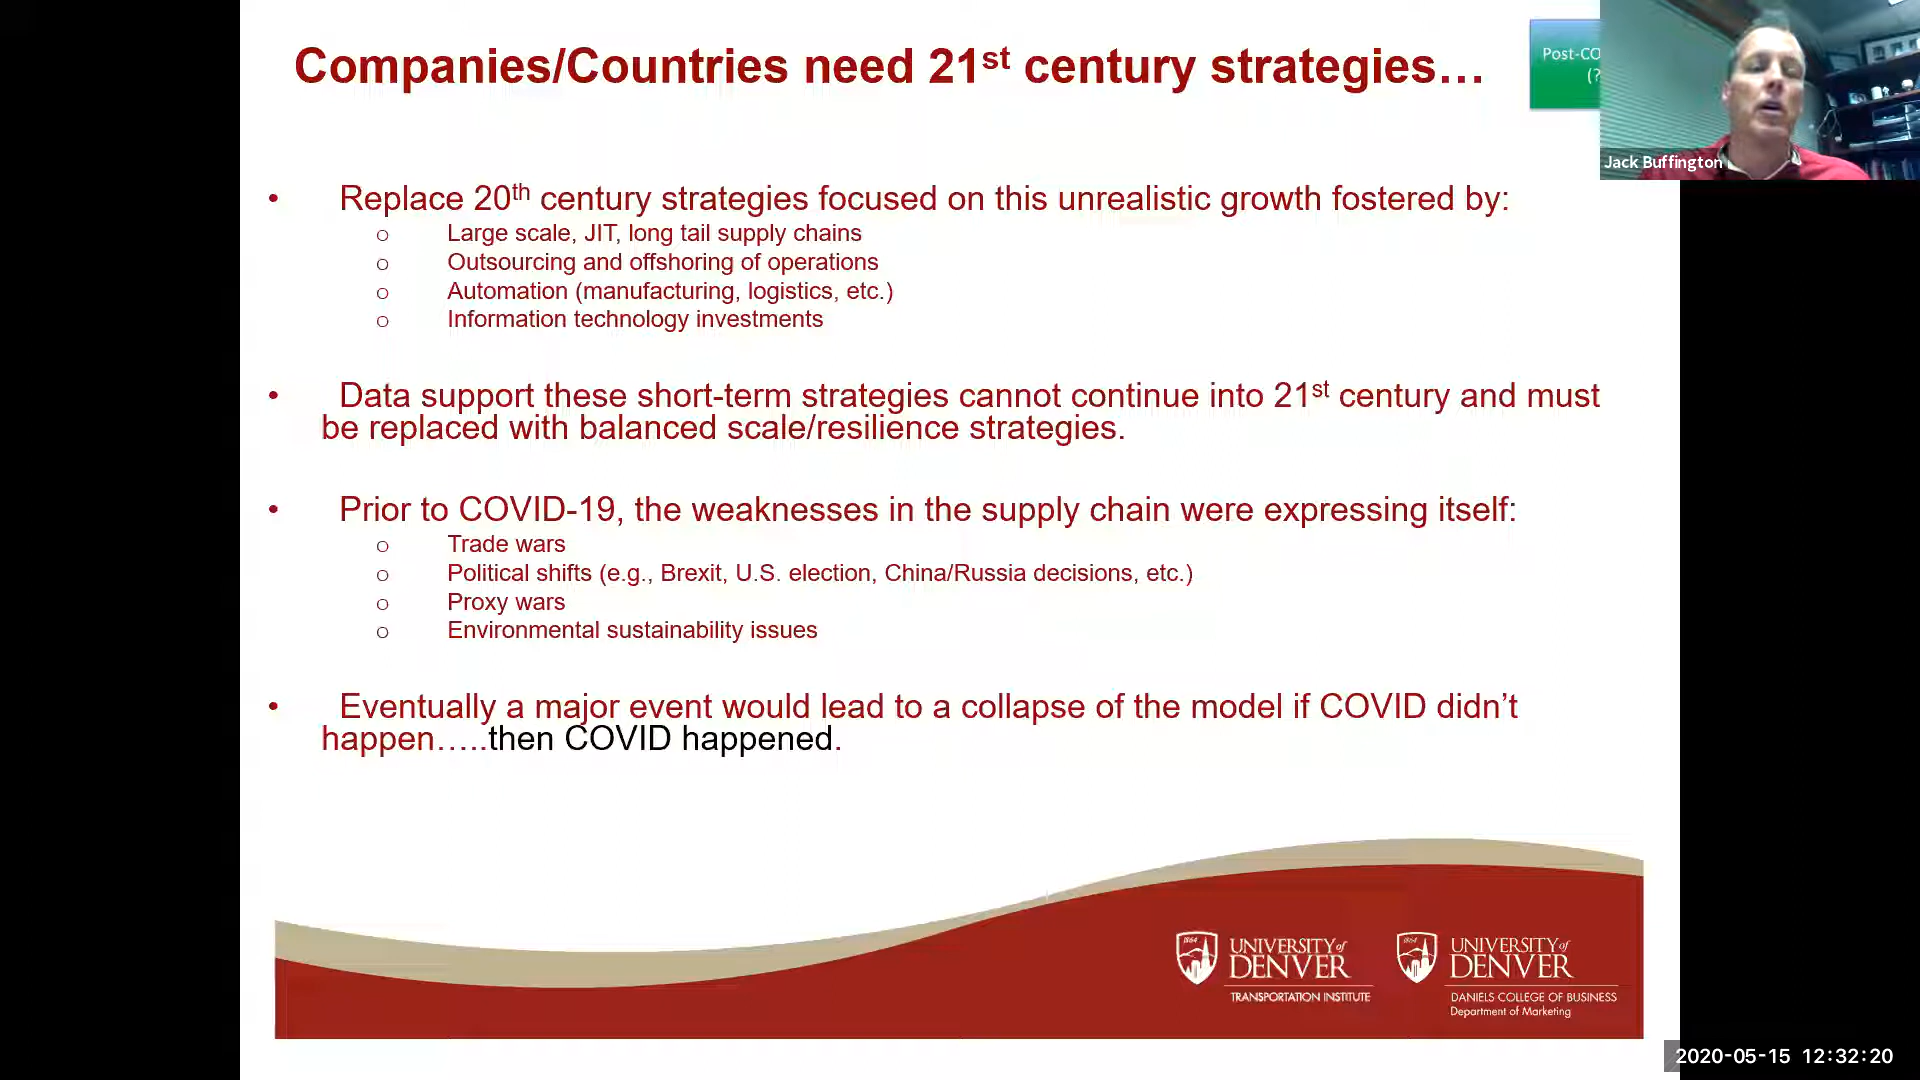 Companies/Countries need 21st century strategies…
Post-CO
(?
Jack Buffington
• Replace 20th century strategies focused on this unrealistic growth fostered by:
o Large scale, JIT, long tail supply chains
o Outsourcing and offshoring of operations
o Automation (manufacturing, logistics, etc.)
o Information technology investments
• Data support these short-term strategies cannot continue into 21st century and must
be replaced with balanced scale/resilience strategies.
• Prior to COVID-19, the weaknesses in the supply chain were expressing itself:
o Trade wars
o Political shifts (e.g., Brexit, U.S. election, China/Russia decisions, etc.)
o Proxy wars
o Environmental sustainability issues
• Eventually a major event would lead to a collapse of the model if COVID didn’t
happen…..then COVID happened.
1864
UNIVERSITY of
DENVER
TRANSPORTATION INSTITUTE
1864
UNIVERSITY of
DENVER
DANIELS COLLEGE OF BUSINESS
Department of Marketing
2020-05-15 12:32:20